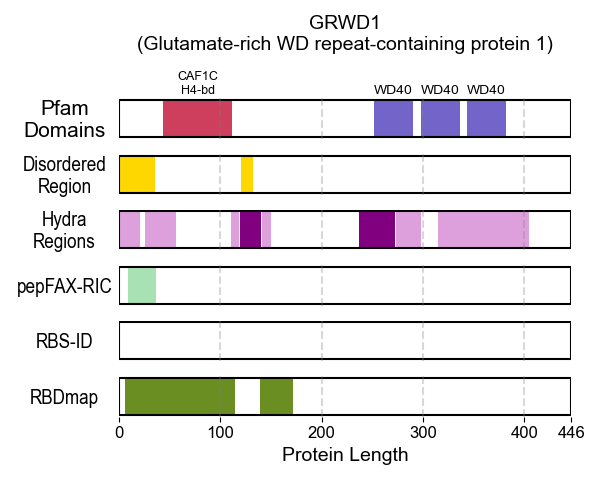 GRWD1
(Glutamate-rich WD repeat-containing protein 1)
CAF1C
H4-bd
WD40 WD40 WD40
Pfam
Domains
Disordered
Region
Hydra
Regions
pepFAX-RIC
RBS-ID
RBDmap
0 100 200 300 400 446
Protein Length